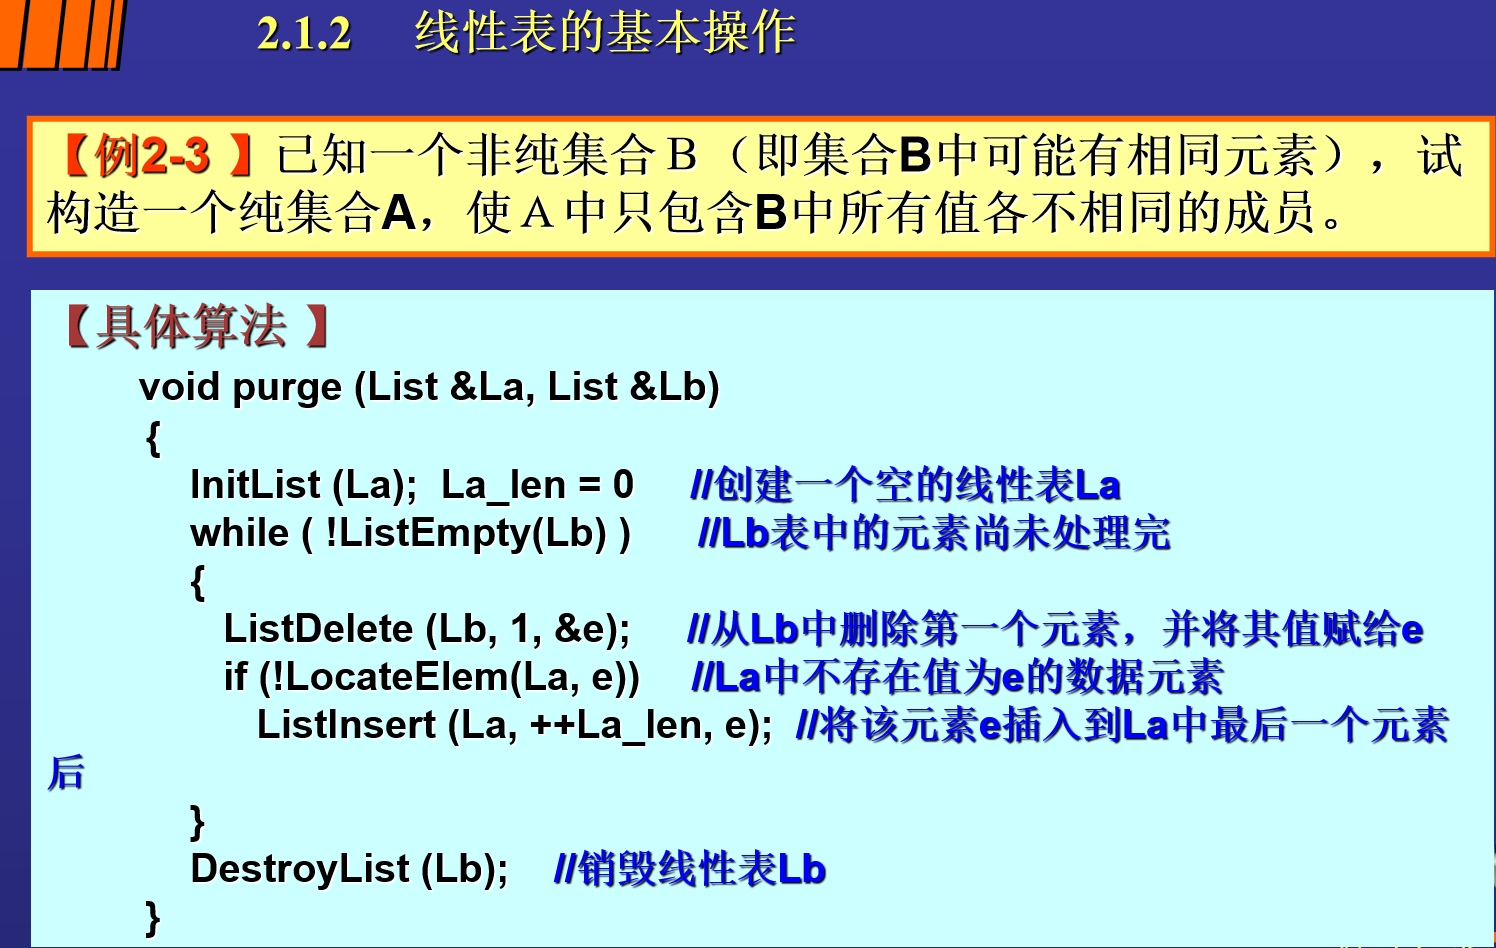 2.1.2 线性表的基本操作
【例2-3 】已知一个非纯集合Ｂ（即集合B中可能有相同元素），试
构造一个纯集合A，使Ａ中只包含B中所有值各不相同的成员。
【具体算法 】
void purge (List &La, List &Lb)
{
InitList (La); La_len = 0 //创建一个空的线性表La
while ( !ListEmpty(Lb) ) //Lb表中的元素尚未处理完
{
ListDelete (Lb, 1, &e); //从Lb中删除第一个元素，并将其值赋给e
if (!LocateElem(La, e)) //La中不存在值为e的数据元素
ListInsert (La, ++La_len, e); //将该元素e插入到La中最后一个元素
后
}
DestroyList (Lb); //销毁线性表Lb
}